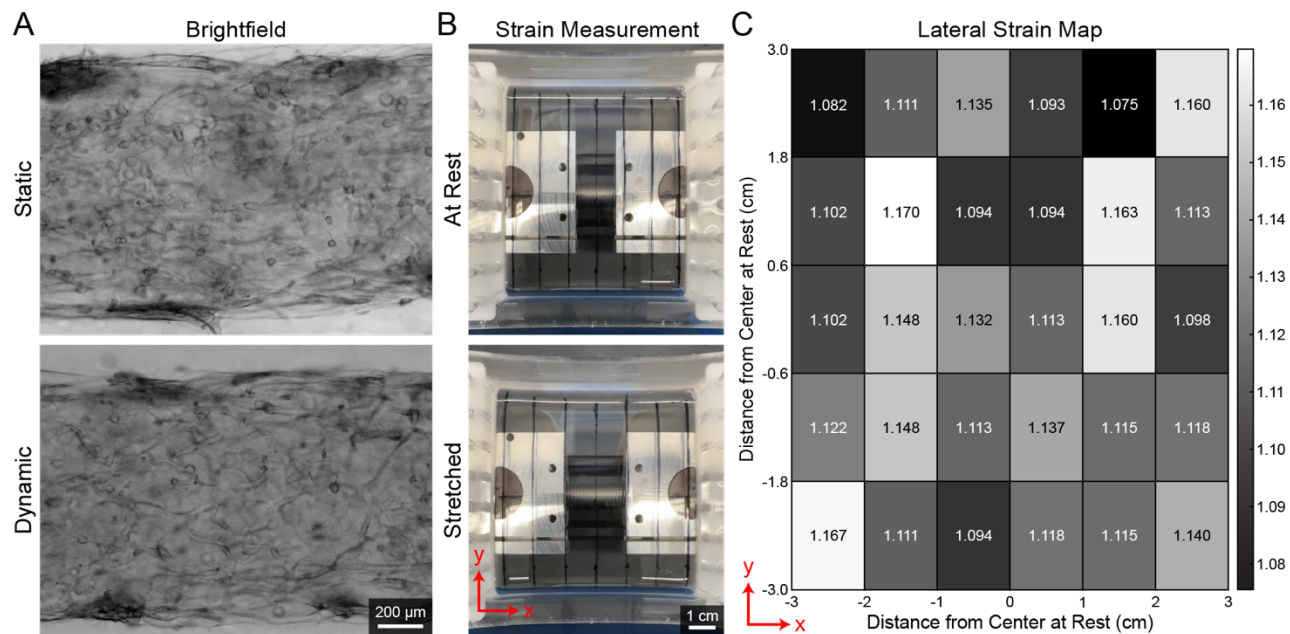 A
Brightfield
Static
Dynamic
200 μm
B
Strain Measurement
At Rest
Stretched
y
x
1 cm
C
Lateral Strain Map
Distance from Center at Rest (cm)
3.0
1.8
0.6
-0.6
-1.8
-3.0
1.082 1.111 1.135 1.093 1.075 1.160
1.102 1.170 1.094 1.094 1.163 1.113
1.102 1.148 1.132 1.113 1.160 1.098
1.122 1.148 1.113 1.137 1.115 1.118
1.167 1.111 1.094 1.118 1.115 1.140
-3 -2 -1 0 1 2 3
Distance from Center at Rest (cm)
y
x
1.16
1.15
1.14
1.13
1.12
1.11
1.10
1.09
1.08